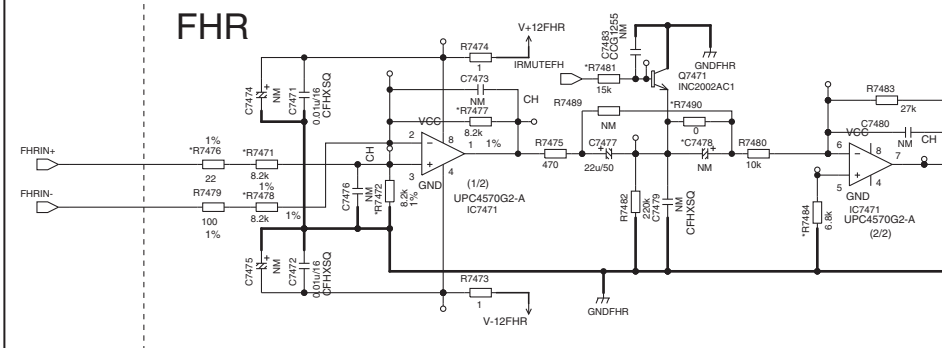 FHR
V+12FHR
R7474
1
IRMUTEFH
C7483
CCG1255
NM
GNDFHR
Q7471
INC2002AC1
*R7481
15k
C7474
NM
C7471
0.01u/16
CFHXSQ
C7473
NM
CH
*R7477
8.2k
1%
R7489
NM
*R7490
0
R7483
27k
C7480
NM
CH
FHRIN+
1%
*R7476
22
*R7471
8.2k
1%
VCC
2
8
1
3
4
GND
(1/2)
UPC4570G2-A
IC7471
R7475
470
C7477
22u/50
*C7478
NM
R7480
10k
VCC
6
8
7
5
4
GND
IC7471
UPC4570G2-A
(2/2)
FHRIN-
R7479
100
1%
*R7478
8.2k
1%
C7476
NM
CH
*R7472
8.2k
1%
R7482
220k
C7479
NM
CFHXSQ
*R7484
6.8k
C7475
NM
C7472
0.01u/16
CFHXSQ
R7473
1
V-12FHR
GNDFHR